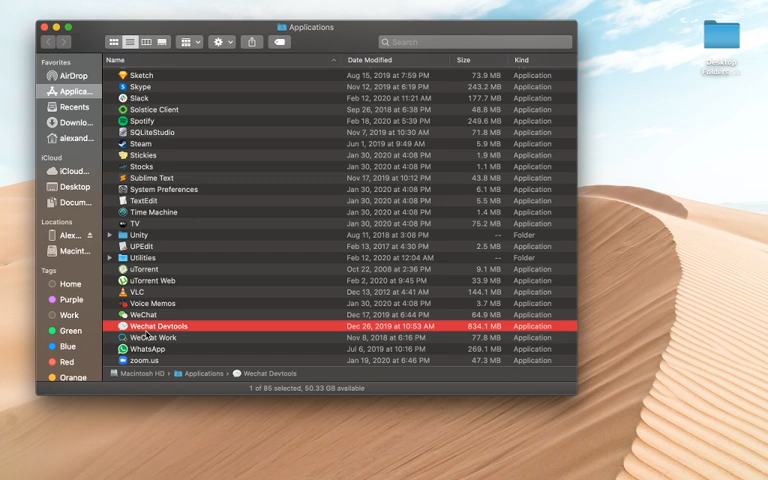 Applications
Search
Name Date Modified Size Kind
Favorites
AirDrop
Applica...
Recents
Downlo...
alexand...
iCloud
iCloud...
Desktop
Docum...
Locations
Alex...
Macint...
Tags
Home
Purple
Work
Green
Blue
Red
Orange
Sketch Aug 15, 2019 at 7:59 PM 73.9 MB Application
Skype Nov 12, 2019 at 6:19 PM 243.2 MB Application
Slack Feb 12, 2020 at 11:21 AM 177.7 MB Application
Solstice Client Sep 26, 2018 at 6:38 PM 48.8 MB Application
Spotify Feb 18, 2020 at 5:39 PM 249.6 MB Application
SQLiteStudio Nov 7, 2019 at 10:30 AM 71.8 MB Application
Steam Jun 1, 2019 at 9:49 AM 5.9 MB Application
Stickies Jan 30, 2020 at 4:08 PM 1.9 MB Application
Stocks Jan 30, 2020 at 4:08 PM 1.1 MB Application
Sublime Text Nov 17, 2019 at 10:12 PM 43.8 MB Application
System Preferences Jan 30, 2020 at 4:08 PM 6.1 MB Application
TextEdit Jan 30, 2020 at 4:08 PM 5.5 MB Application
Time Machine Jan 30, 2020 at 4:08 PM 1.4 MB Application
TV Jan 30, 2020 at 4:08 PM 75.2 MB Application
Unity Aug 11, 2018 at 3:08 PM -- Folder
UPEdit Feb 13, 2017 at 4:30 PM 2.5 MB Application
Utilities Feb 12, 2020 at 12:04 AM -- Folder
uTorrent Oct 22, 2008 at 2:36 PM 9.1 MB Application
uTorrent Web Feb 2, 2020 at 9:45 PM 33.9 MB Application
VLC Dec 13, 2012 at 4:41 AM 144.1 MB Application
Voice Memos Jan 30, 2020 at 4:08 PM 3.7 MB Application
WeChat Dec 17, 2019 at 6:44 PM 64.9 MB Application
Wechat Devtools Dec 26, 2019 at 10:53 AM 834.1 MB Application
WeChat Work Nov 8, 2018 at 6:16 PM 77.8 MB Application
WhatsApp Jul 6, 2019 at 10:16 PM 269.1 MB Application
zoom.us Jan 19, 2020 at 6:46 PM 47.3 MB Application
Macintosh HD › Applications › Wechat Devtools
1 of 85 selected, 50.33 GB available
Desktop